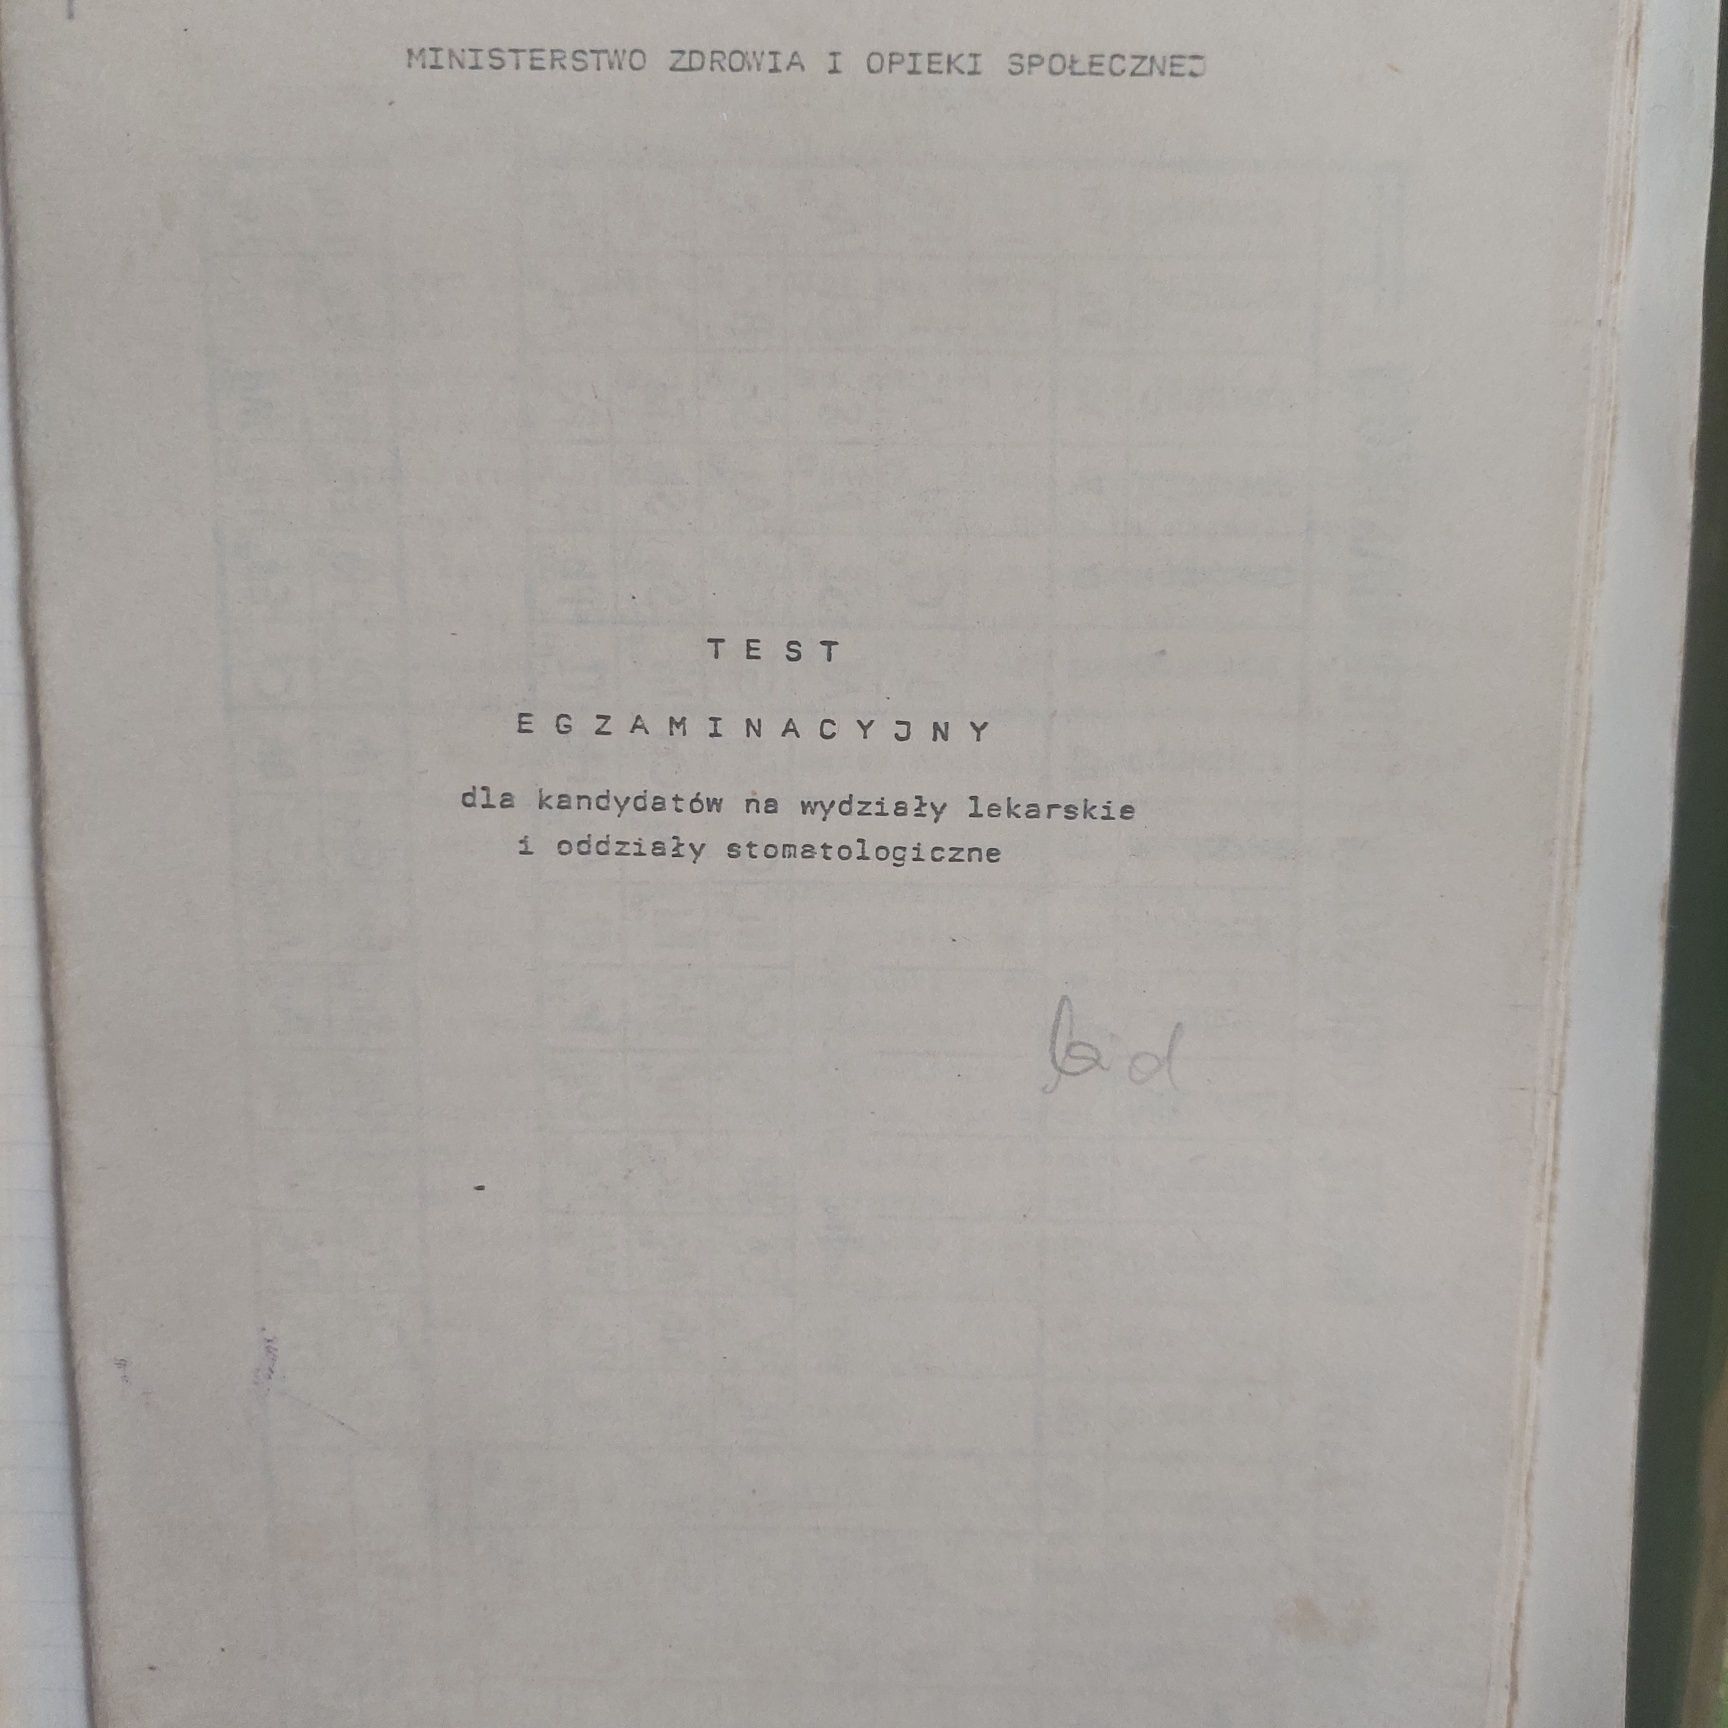 MINISTERSTWO ZDROWIA I OPIEKI SPOŁECZNEJ
T E S T
E G Z A M I N A C Y J N Y
dla kandydatów na wydziały lekarskie
i oddziały stomatologiczne